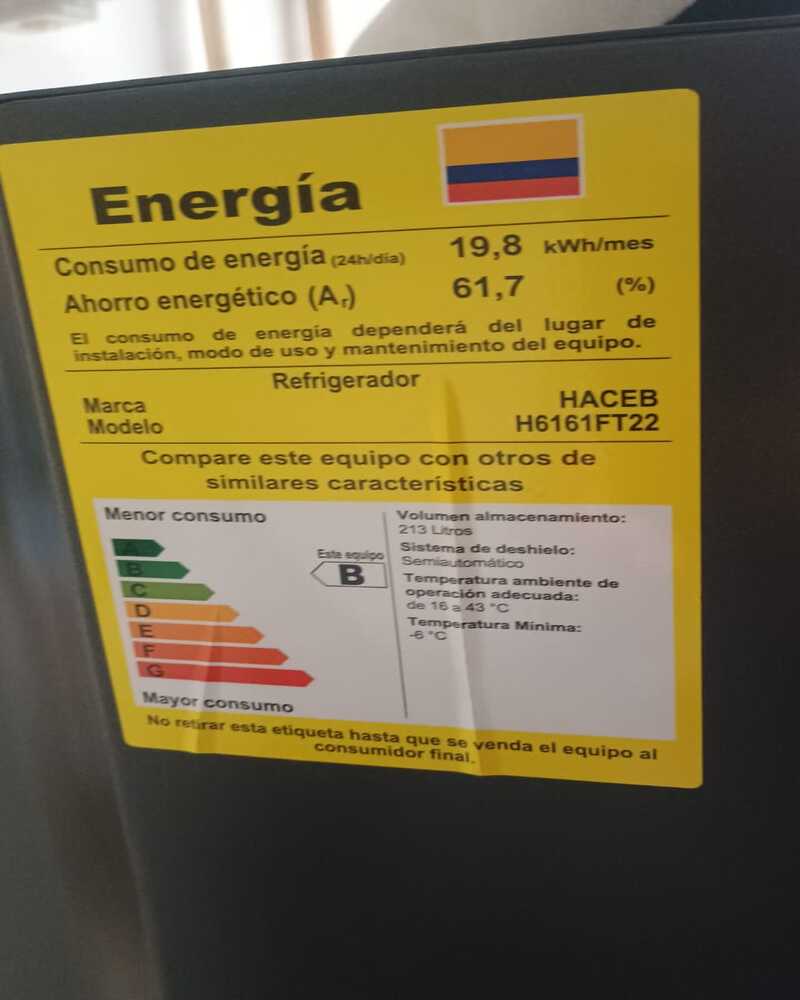 Energía
Consumo de energía (24h/día) 19,8 kWh/mes
Ahorro energético (Ar) 61,7 (%)
El consumo de energía dependerá del lugar de
instalación, modo de uso y mantenimiento del equipo.
Refrigerador
Marca HACEB
Modelo H6161FT22
Compare este equipo con otros de
similares características
Menor consumo
A
B
C
D
E
F
G
Mayor consumo
Este equipo
B
Volumen almacenamiento:
213 Litros
Sistema de deshielo:
Semiautomático
Temperatura ambiente de
operación adecuada:
de 16 a 43 °C
Temperatura Mínima:
-6 °C
No retirar esta etiqueta hasta que se venda el equipo al
consumidor final.